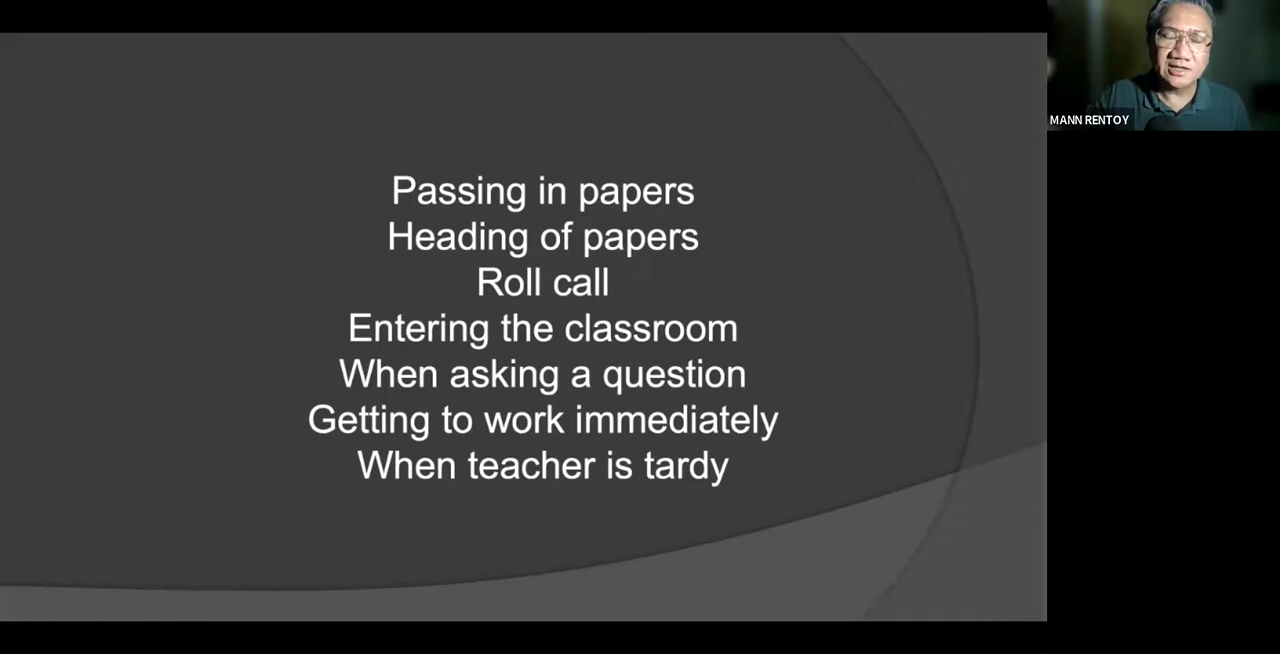 Passing in papers
Heading of papers
Roll call
Entering the classroom
When asking a question
Getting to work immediately
When teacher is tardy
MANN RENTOY